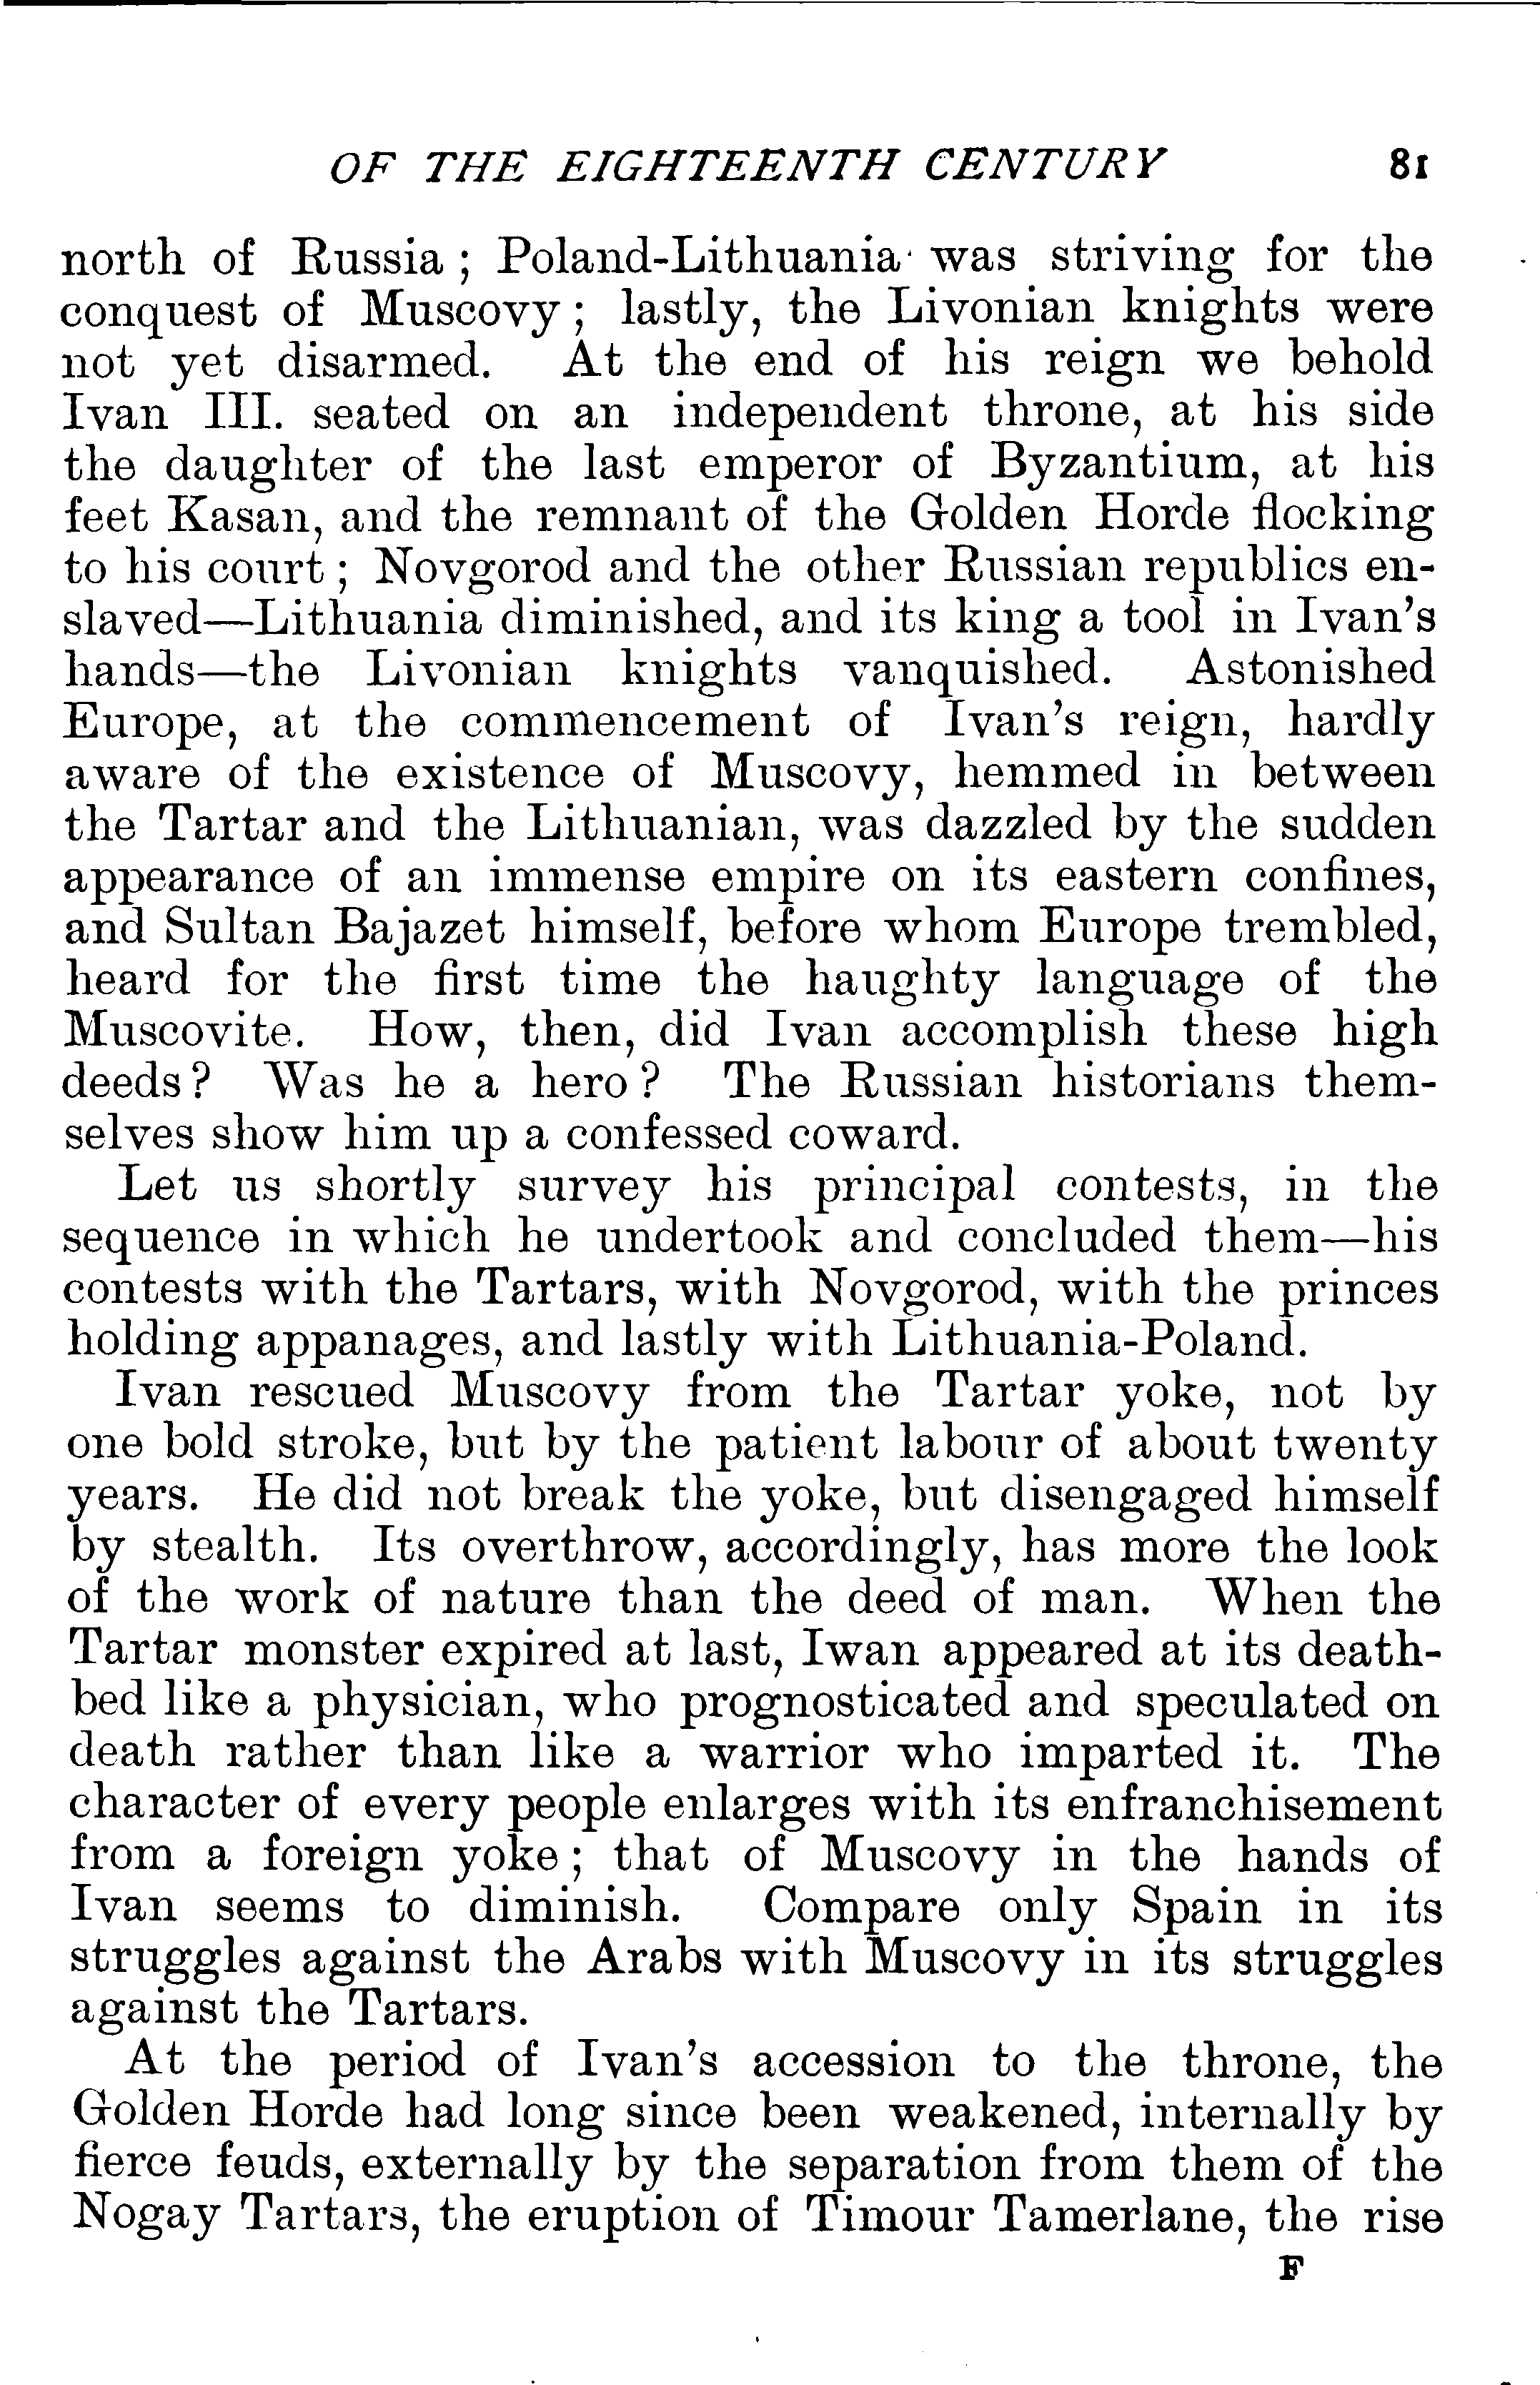 OF THE EIGHTEENTH CENTURY 81
north of Russia ; Poland-Lithuania was striving for the
conquest of Muscovy ; lastly, the Livonian knights were
not yet disarmed. At the end of his reign we behold
Ivan III. seated on an independent throne, at his side
the daughter of the last emperor of Byzantium, at his
feet Kasan, and the remnant of the Golden Horde flocking
to his court ; Novgorod and the other Russian republics en-
slaved—Lithuania diminished, and its king a tool in Ivan's
hands—the Livonian knights vanquished. Astonished
Europe, at the commencement of Ivan's reign, hardly
aware of the existence of Muscovy, hemmed in between
the Tartar and the Lithuanian, was dazzled by the sudden
appearance of an immense empire on its eastern confines,
and Sultan Bajazet himself, before whom Europe trembled,
heard for the first time the haughty language of the
Muscovite. How, then, did Ivan accomplish these high
deeds ? Was he a hero ? The Russian historians them-
selves show him up a confessed coward.
Let us shortly survey his principal contests, in the
sequence in which he undertook and concluded them—his
contests with the Tartars, with Novgorod, with the princes
holding appanages, and lastly with Lithuania-Poland.
Ivan rescued Muscovy from the Tartar yoke, not by
one bold stroke, but by the patient labour of about twenty
years. He did not break the yoke, but disengaged himself
by stealth. Its overthrow, accordingly, has more the look
of the work of nature than the deed of man. When the
Tartar monster expired at last, Iwan appeared at its death-
bed like a physician, who prognosticated and speculated on
death rather than like a warrior who imparted it. The
character of every people enlarges with its enfranchisement
from a foreign yoke ; that of Muscovy in the hands of
Ivan seems to diminish. Compare only Spain in its
struggles against the Arabs with Muscovy in its struggles
against the Tartars.
At the period of Ivan's accession to the throne, the
Golden Horde had long since been weakened, internally by
fierce feuds, externally by the separation from them of the
Nogay Tartars, the eruption of Timour Tamerlane, the rise
F